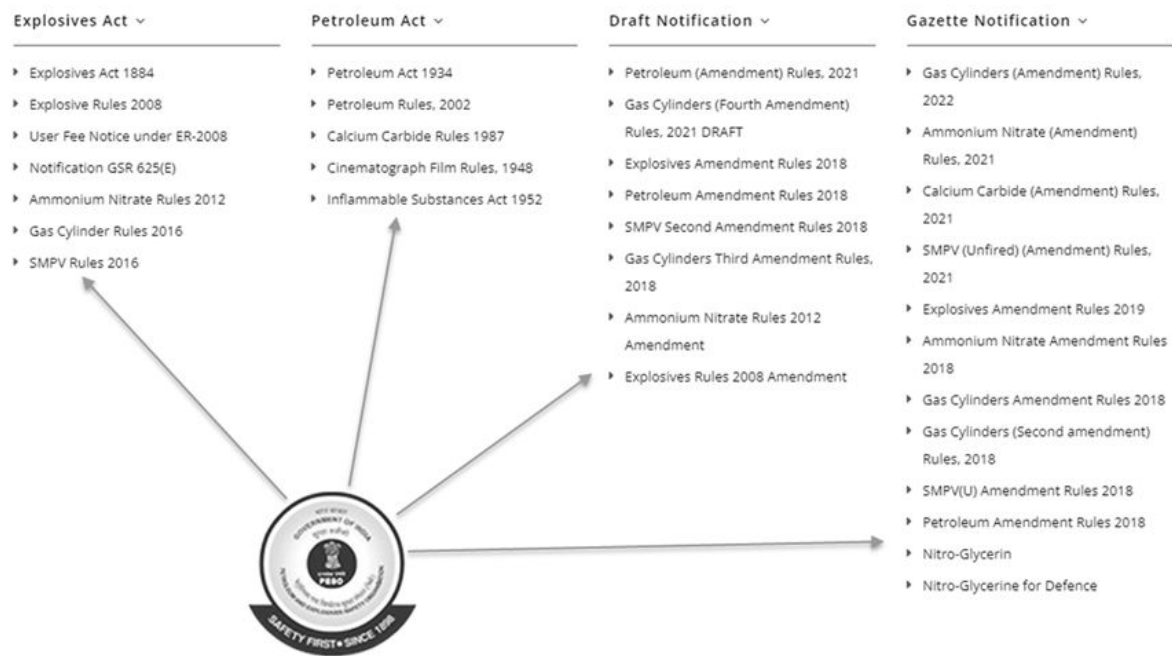 Explosives Act
Explosives Act 1884
Explosive Rules 2008
User Fee Notice under ER-2008
Notification GSR 625(E)
Ammonium Nitrate Rules 2012
Gas Cylinder Rules 2016
SMPV Rules 2016
Petroleum Act
Petroleum Act 1934
Petroleum Rules, 2002
Calcium Carbide Rules 1987
Cinematograph Film Rules, 1948
Inflammable Substances Act 1952
Draft Notification
Petroleum (Amendment) Rules, 2021
Gas Cylinders (Fourth Amendment)
Rules, 2021 DRAFT
Explosives Amendment Rules 2018
Petroleum Amendment Rules 2018
SMPV Second Amendment Rules 2018
Gas Cylinders Third Amendment Rules,
2018
Ammonium Nitrate Rules 2012
Amendment
Explosives Rules 2008 Amendment
Gazette Notification
Gas Cylinders (Amendment) Rules,
2022
Ammonium Nitrate (Amendment)
Rules, 2021
Calcium Carbide (Amendment) Rules,
2021
SMPV (Unfired) (Amendment) Rules,
2021
Explosives Amendment Rules 2019
Ammonium Nitrate Amendment Rules
2018
Gas Cylinders Amendment Rules 2018
Gas Cylinders (Second amendment)
Rules, 2018
SMPV(U) Amendment Rules 2018
Petroleum Amendment Rules 2018
Nitro-Glycerin
Nitro-Glycerine for Defence
भारत सरकार
GOVERNMENT OF INDIA
PESO
PETROLEUM AND EXPLOSIVES SAFETY ORGANISATION
SAFETY FIRST • SINCE 1898